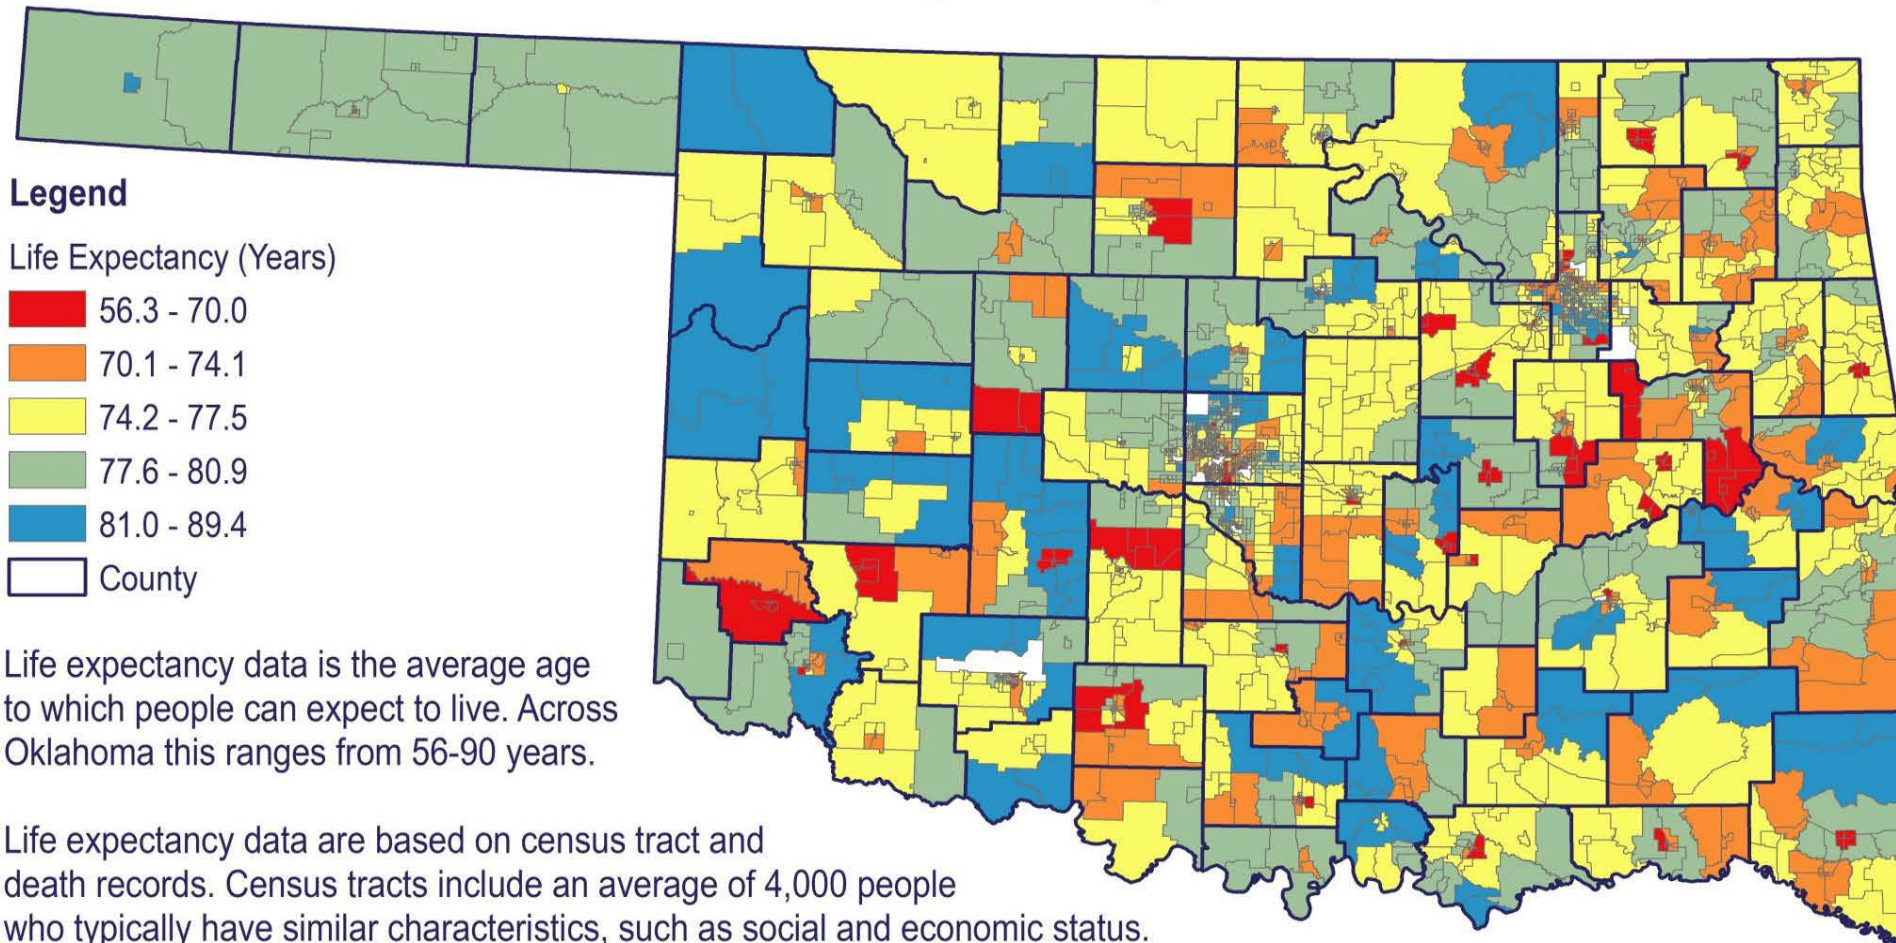 Legend
Life Expectancy (Years)
56.3 - 70.0
70.1 - 74.1
74.2 - 77.5
77.6 - 80.9
81.0 - 89.4
County
Life expectancy data is the average age
to which people can expect to live. Across
Oklahoma this ranges from 56-90 years.
Life expectancy data are based on census tract and
death records. Census tracts include an average of 4,000 people
who typically have similar characteristics, such as social and economic status.